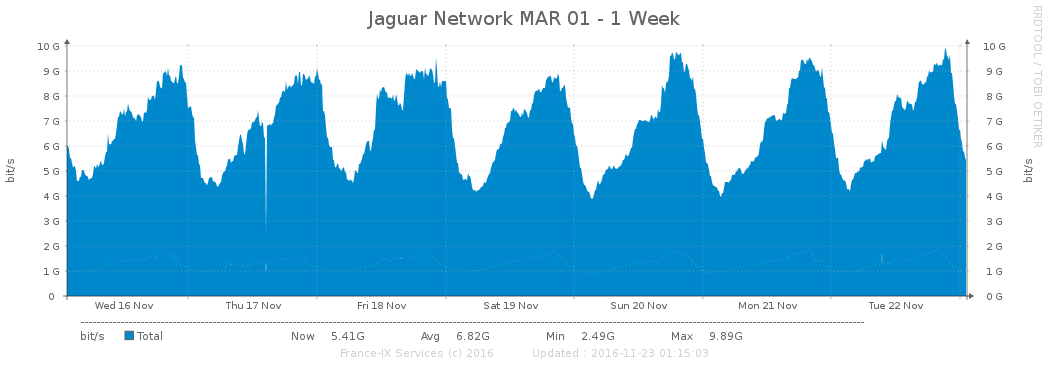 Jaguar Network MAR 01 - 1 Week
RRDTOOL / TOBI OETIKER
10 G 10 G
9 G 9 G
8 G 8 G
7 G 7 G
6 G 6 G
5 G 5 G
4 G 4 G
3 G 3 G
2 G 2 G
1 G 1 G
0 0 G
bit/s
bit/s
Wed 16 Nov Thu 17 Nov Fri 18 Nov Sat 19 Nov Sun 20 Nov Mon 21 Nov Tue 22 Nov
bit/s Total Now 5.41G Avg 6.82G Min 2.49G Max 9.89G
France-IX Services (c) 2016 Updated : 2016-11-23 01:15:03